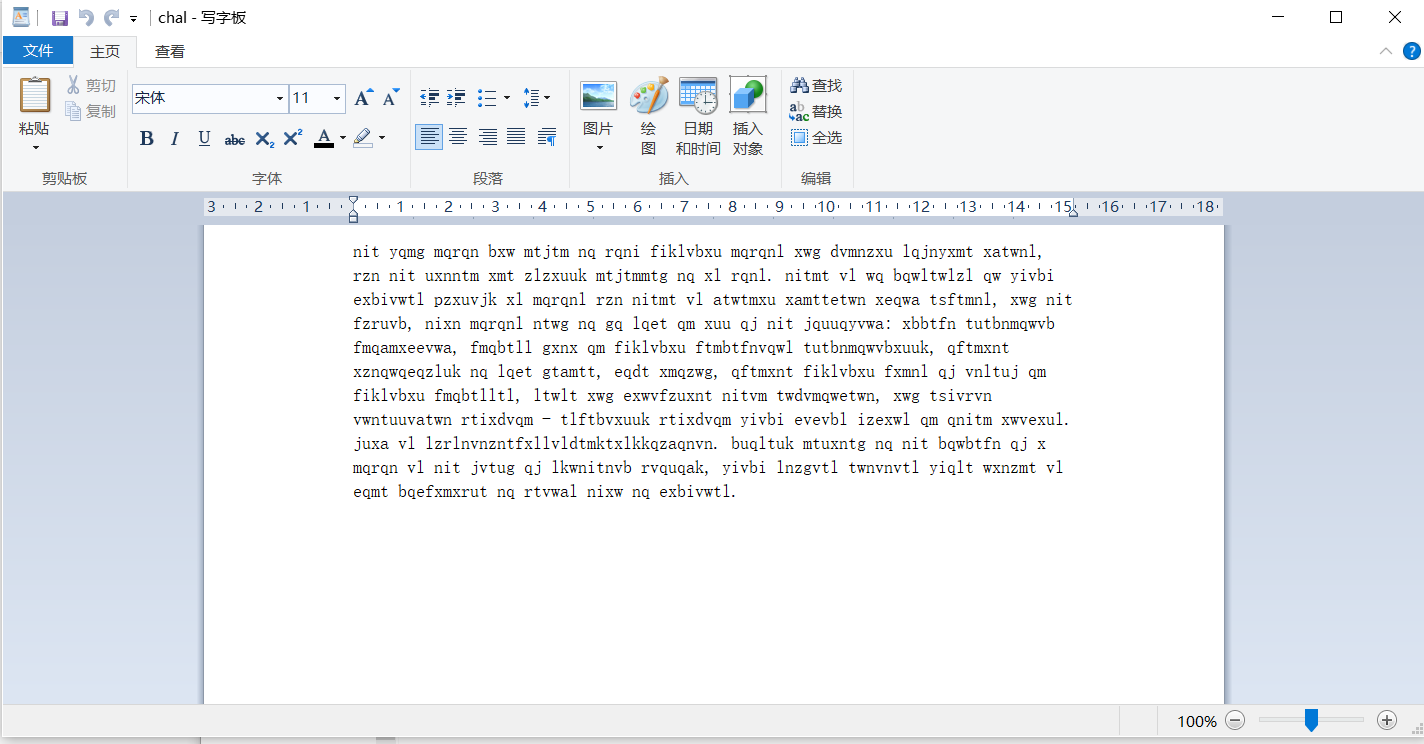 chal - 写字板
文件 主页 查看
粘贴
剪切
复制
剪贴板
宋体 11
B I U abc X₂ X² A
字体
段落
图片
绘图
日期和时间
插入对象
插入
查找
替换
全选
编辑
3 2 1 1 2 3 4 5 6 7 8 9 10 11 12 13 14 15 16 17 18
nit yqmg mqrqn bxw mtjtm nq rqni fiklvbxu mqrqnl xwg dvmnzxu lqjnyxmt xatwnl,
rzn nit uxnntm xmt zlzxuuk mtjtmmtg nq xl rqnl. nitmt vl wq bqwltwlzl qw yivbi
exbivwtl pzxuvjk xl mqrqnl rzn nitmt vl atwtmxu xamttetwn xeqwa tsftmnl, xwg nit
fzruvb, nixn mqrqnl ntwg nq gq lqet qm xuu qj nit jquuqyvwa: xbbtfn tutbnmqwvb
fmqamxeevwa, fmqbtll gxnx qm fiklvbxu ftmbtfnvqwl tutbnmqwvbxuuk, qftmxnt
xznqwqeqzluk nq lqet gtamtt, eqdt xmqzwg, qftmxnt fiklvbxu fxmnl qj vnltuj qm
fiklvbxu fmqbtlltl, ltwlt xwg exwvfzuxnt nitvm twdvmqwetwn, xwg tsivrvn
vwntuuvatwn rtixdvqm - tlftbvxuuk rtixdvqm yivbi evevbl izexwl qm qnitm xwvexul.
juxa vl lzrlnvnzntfxllvldtmktxlkkqzaqnvn. buqltuk mtuxntg nq nit bqwbtfn qj x
mqrqn vl nit jvtug qj lkwnitnvb rvquqak, yivbi lnzgvtl twnvnvtl yiqlt wxnzmt vl
eqmt bqefxmxrut nq rtvwal nixw nq exbivwtl.
100%